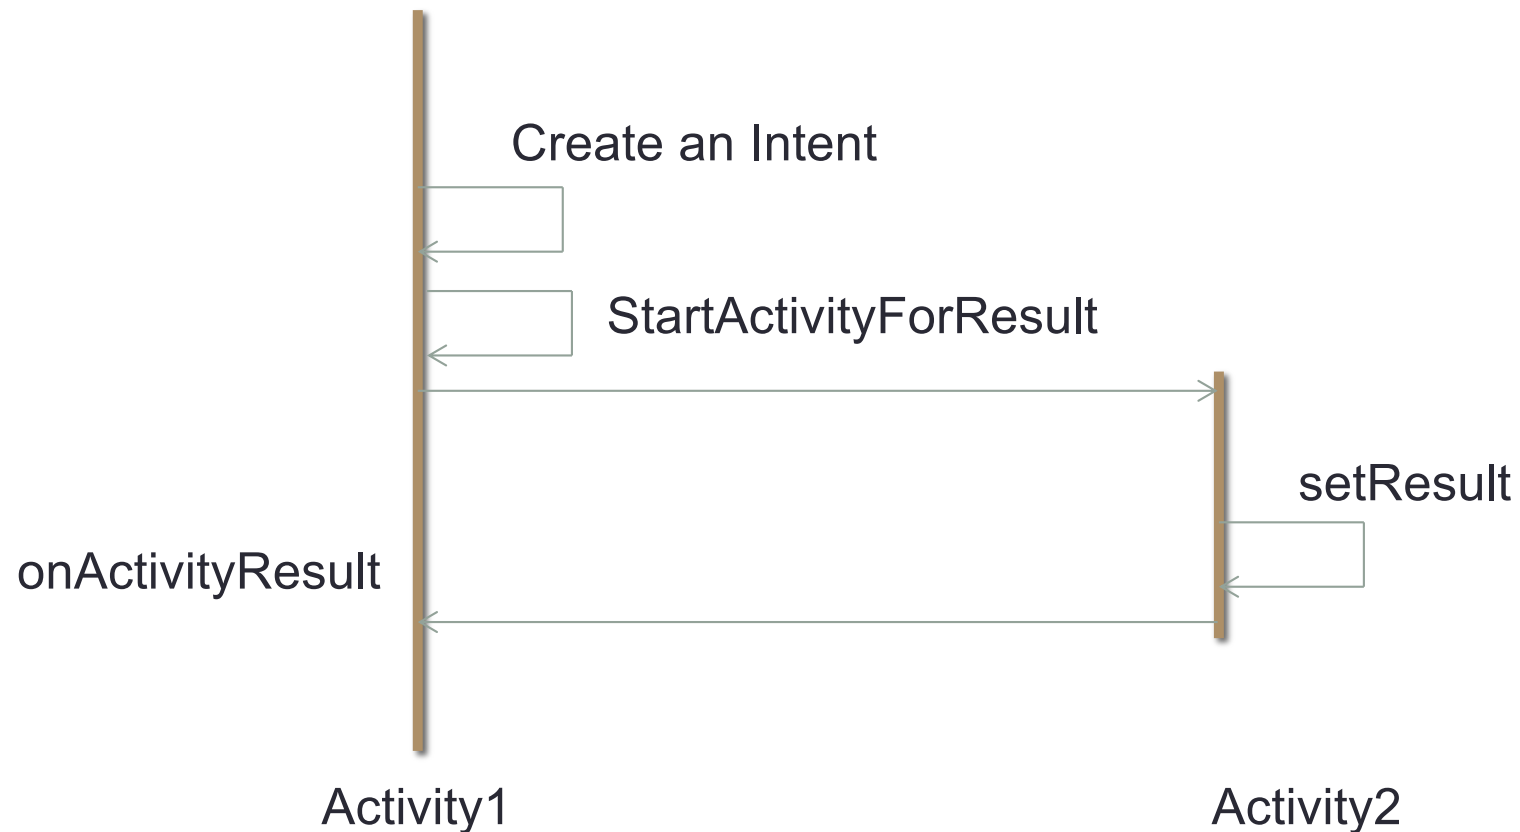 Create an Intent
StartActivityForResult
setResult
onActivityResult
Activity1
Activity2